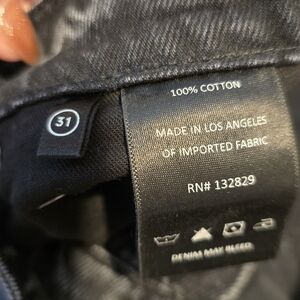 31
100% COTTON
MADE IN LOS ANGELES
OF IMPORTED FABRIC
RN# 132829
DENIM MAY BLEED